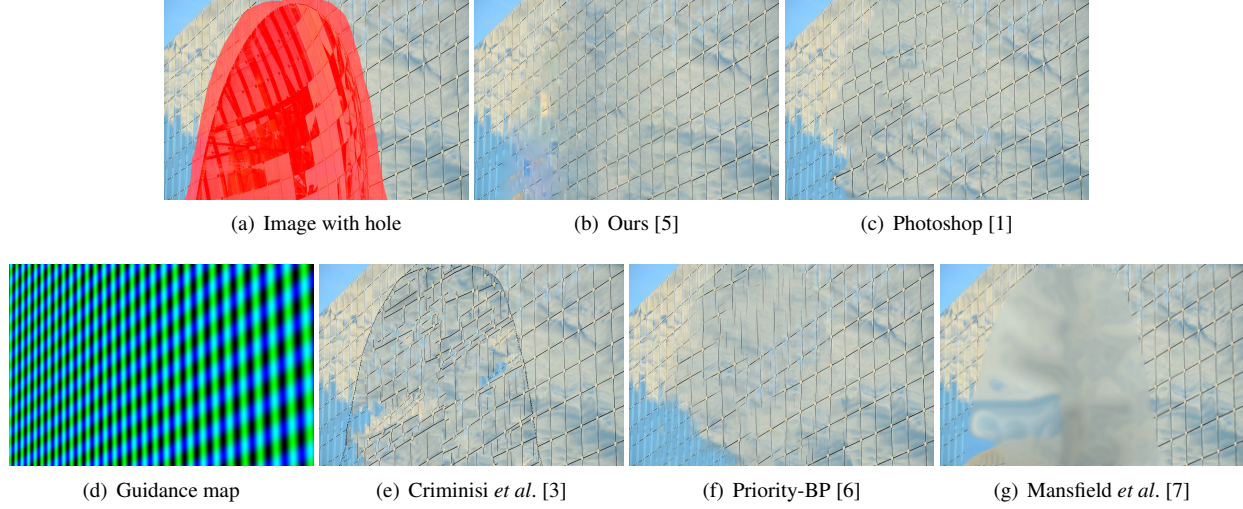 (a) Image with hole
(b) Ours [5]
(c) Photoshop [1]
(d) Guidance map
(e) Criminisi et al. [3]
(f) Priority-BP [6]
(g) Mansfield et al. [7]